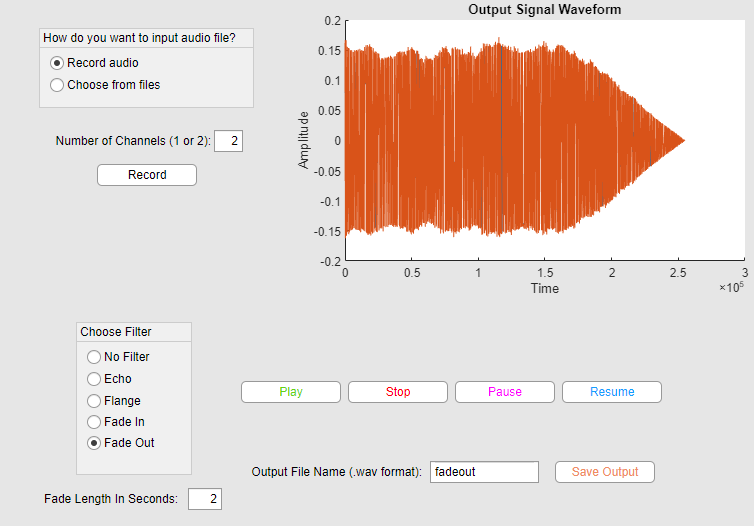 How do you want to input audio file?
Record audio
Choose from files
Number of Channels (1 or 2): 2
Record
Output Signal Waveform
Amplitude
0.2
0.15
0.1
0.05
0
-0.05
-0.1
-0.15
-0.2
0 0.5 1 1.5 2 2.5 3
Time
×10⁵
Choose Filter
No Filter
Echo
Flange
Fade In
Fade Out
Fade Length In Seconds: 2
Play Stop Pause Resume
Output File Name (.wav format): fadeout Save Output